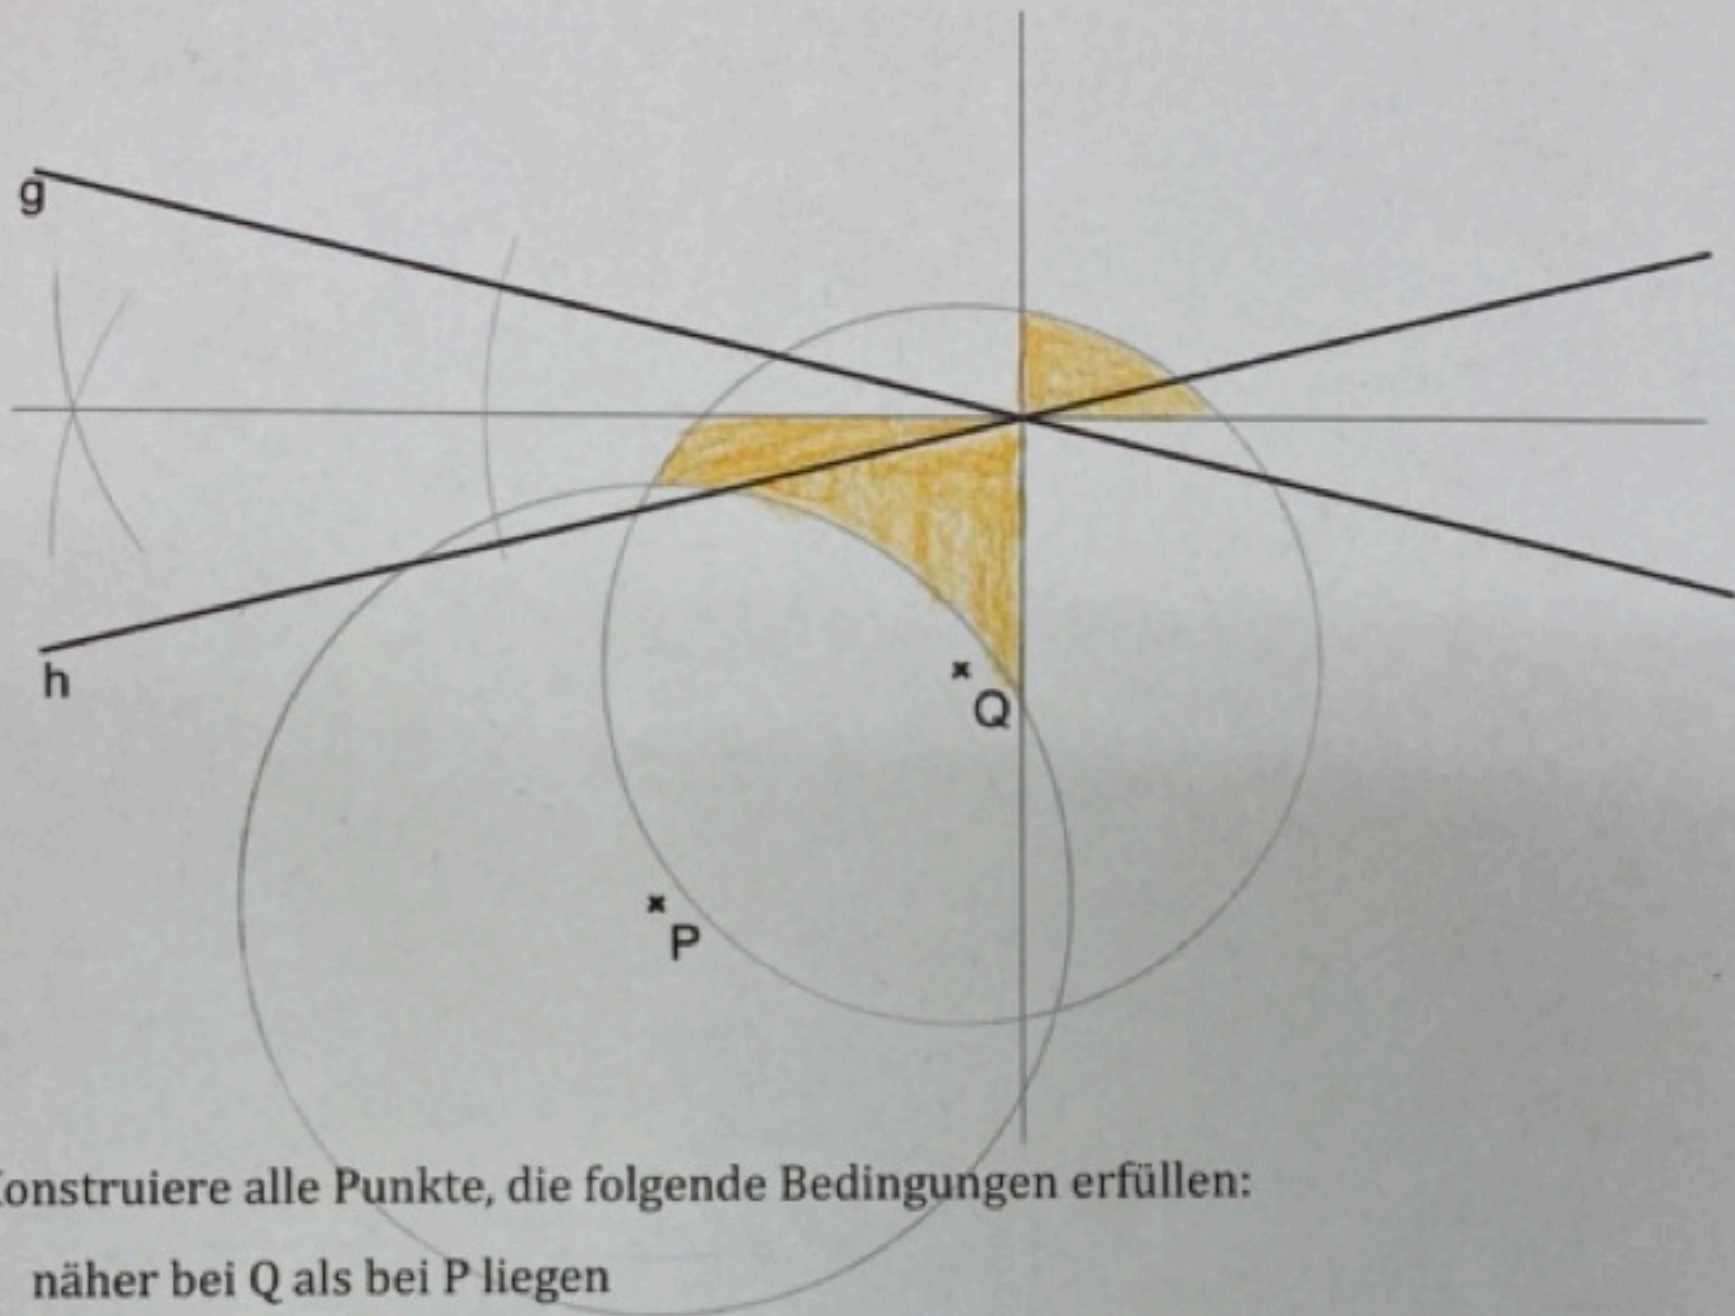 g
h
Q
P
onstruiere alle Punkte, die folgende Bedingungen erfüllen:
näher bei Q als bei P liegen